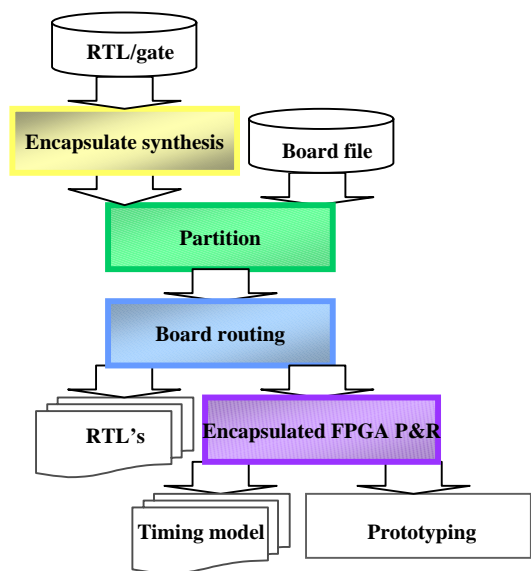 RTL/gate
Encapsulate synthesis
Board file
Partition
Board routing
RTL's
Encapsulated FPGA P&R
Timing model
Prototyping